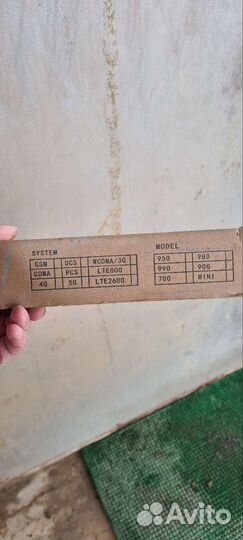 SYSTEM
GSM DCS WCDMA/3G
CDMA PCS LTE800
4G 5G LTE2600
MODEL
950 980
990 900
700 MINI
Avito